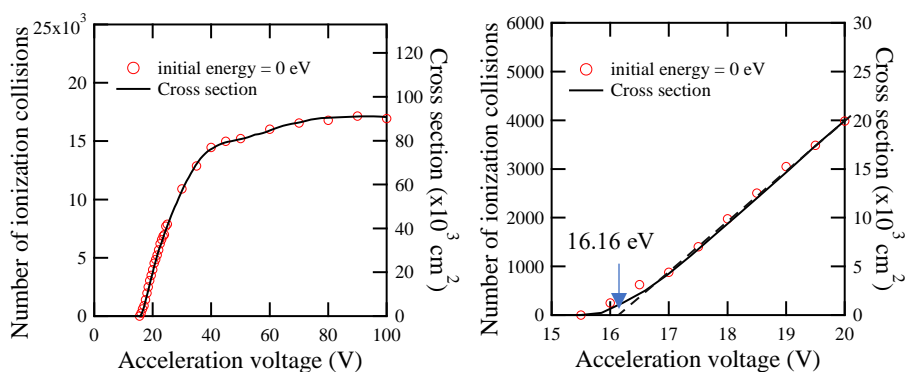 25x10³
20
15
10
5
0
Number of ionization collisions
initial energy = 0 eV
Cross section
120
100
80
60
40
20
0
Cross section (x10³ cm²)
0 20 40 60 80 100
Acceleration voltage (V)
6000
5000
4000
3000
2000
1000
0
Number of ionization collisions
initial energy = 0 eV
Cross section
16.16 eV
30
25
20
15
10
5
0
Cross section (x10³ cm²)
15 16 17 18 19 20
Acceleration voltage (V)